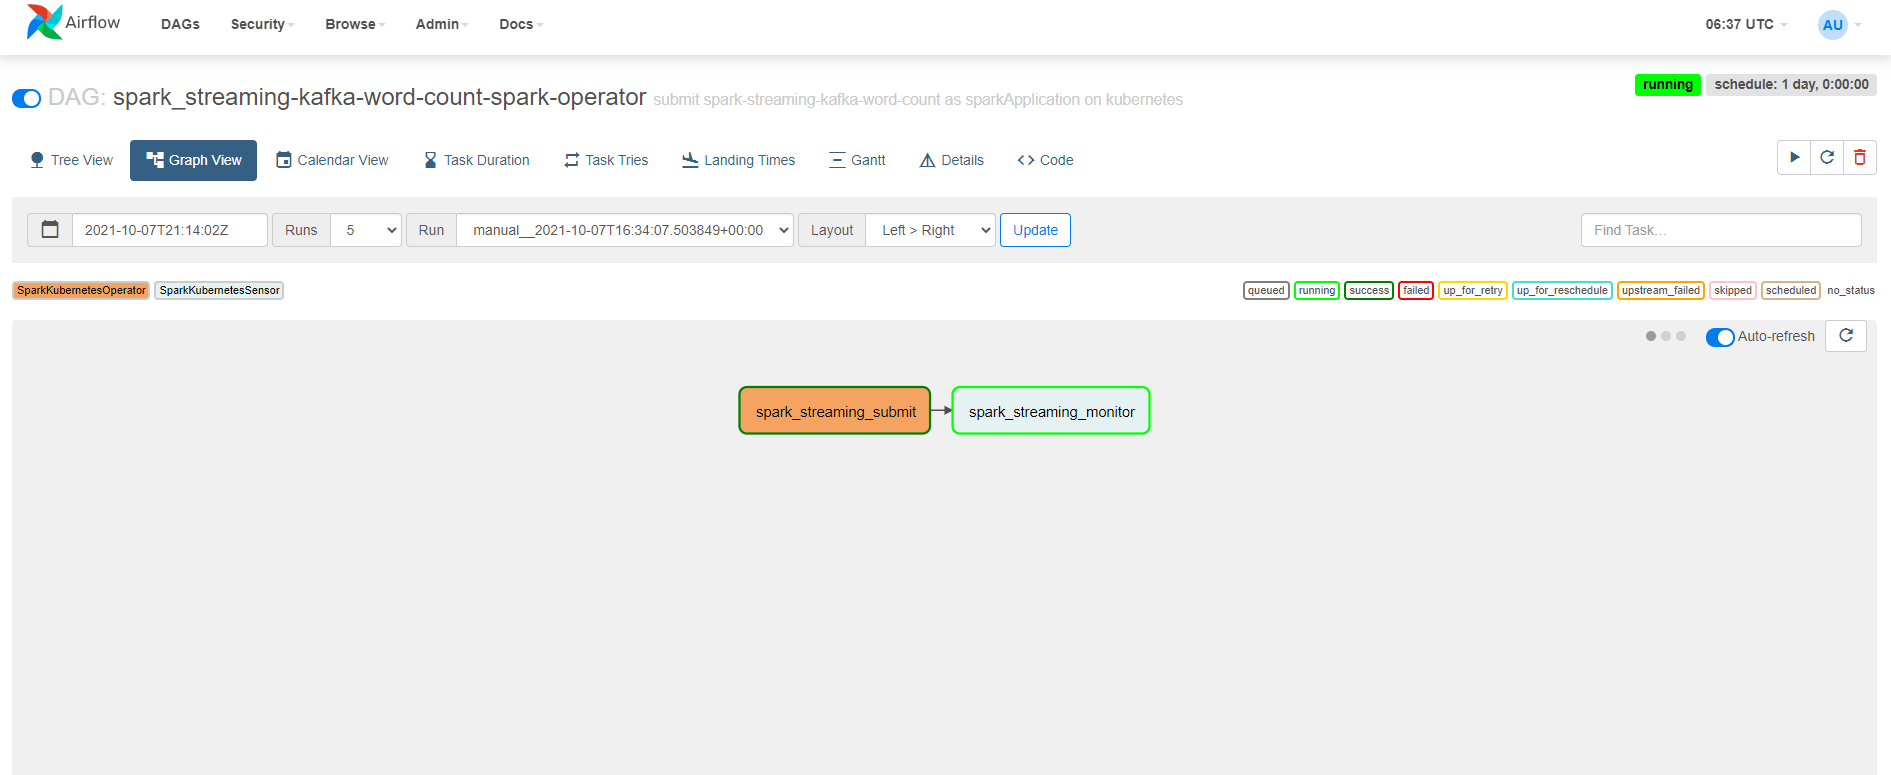 Airflow DAGs Security Browse Admin Docs 06:37 UTC AU
DAG: spark_streaming-kafka-word-count-spark-operator submit spark-streaming-kafka-word-count as sparkApplication on kubernetes running schedule: 1 day, 0:00:00
Tree View Graph View Calendar View Task Duration Task Tries Landing Times Gantt Details <> Code
2021-10-07T21:14:02Z Runs 5 Run manual__2021-10-07T16:34:07.503849+00:00 Layout Left > Right Update Find Task...
SparkKubernetesOperator SparkKubernetesSensor queued running success failed up_for_retry up_for_reschedule upstream_failed skipped scheduled no_status
Auto-refresh
spark_streaming_submit spark_streaming_monitor